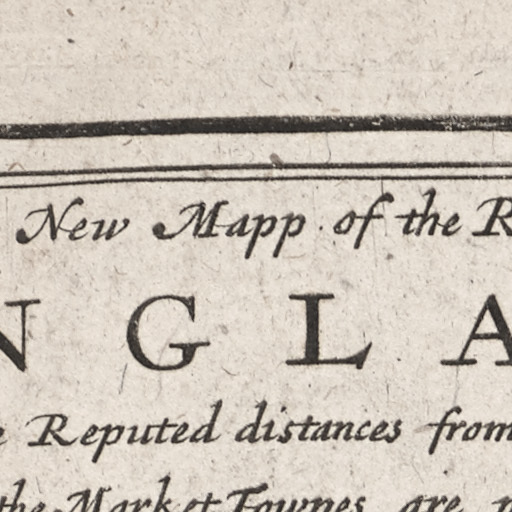 New Mapp of the R
N G L A
e Reputed distances from
the Market Townes are